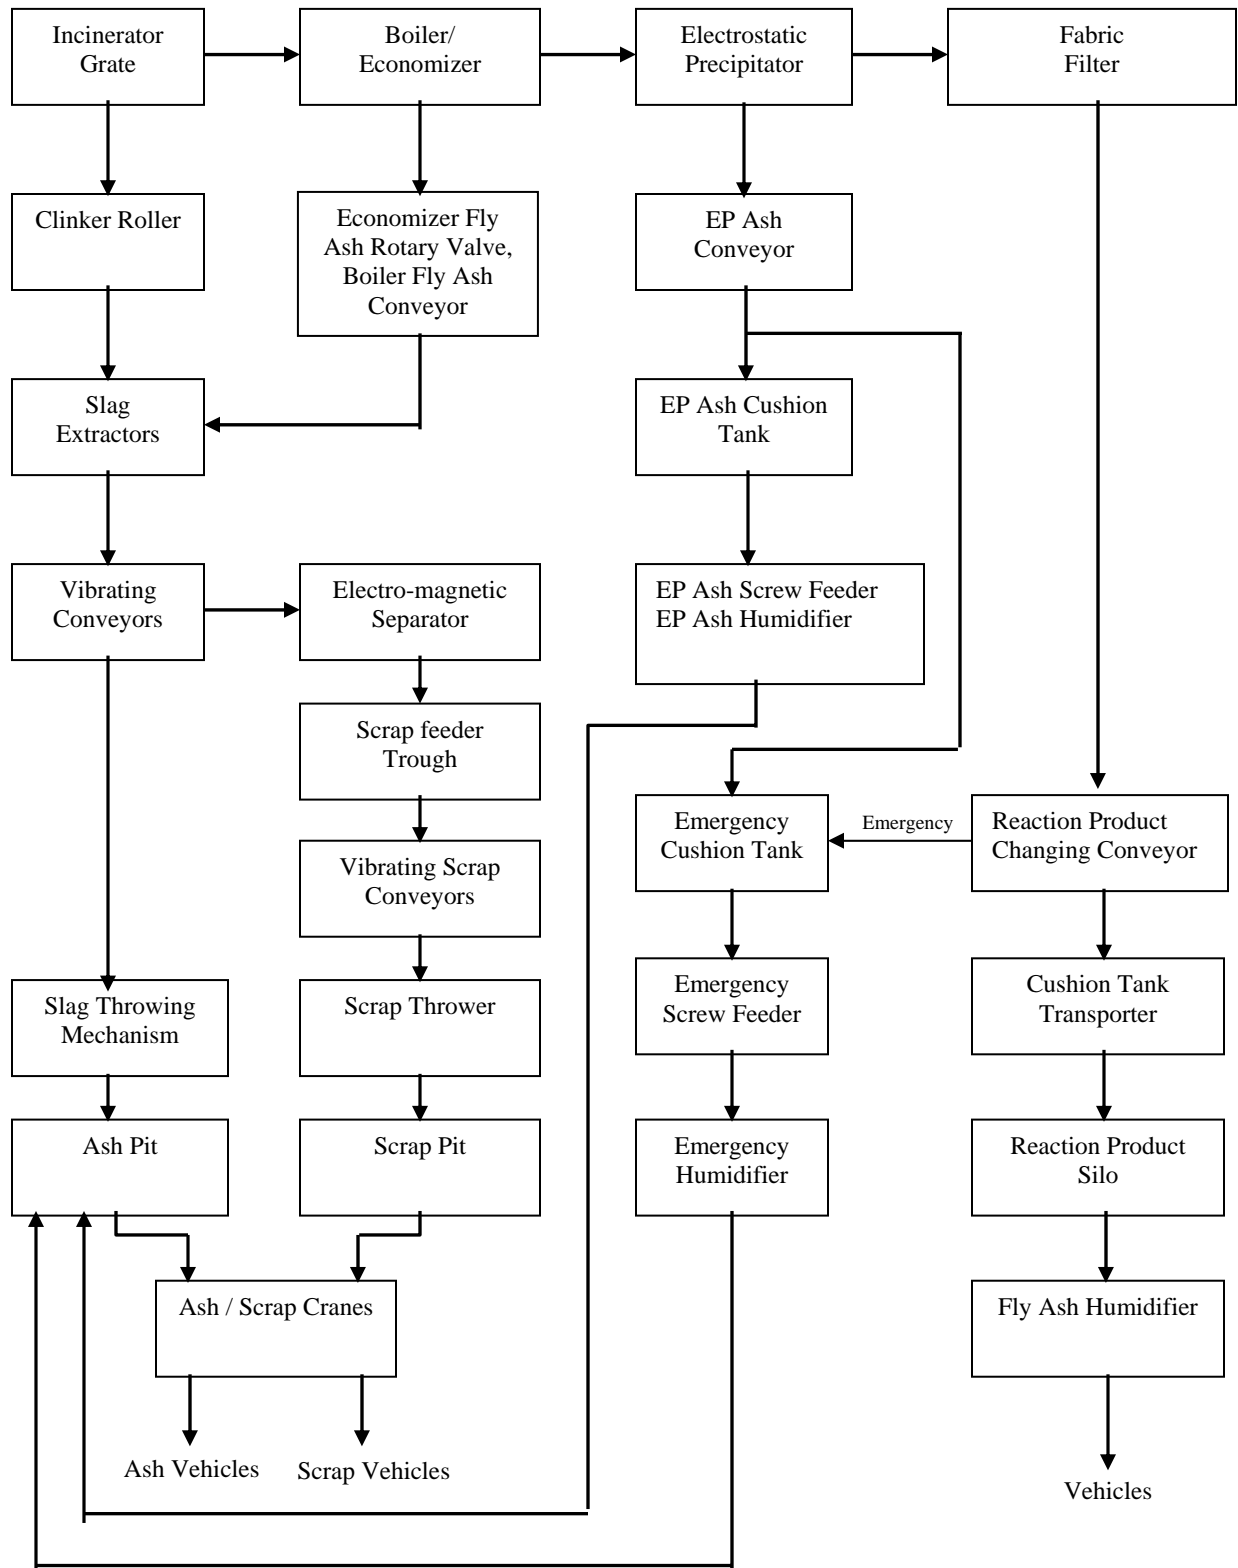 Incinerator
Grate
Boiler/
Economizer
Electrostatic
Precipitator
Fabric
Filter
Clinker Roller
Economizer Fly
Ash Rotary Valve,
Boiler Fly Ash
Conveyor
EP Ash
Conveyor
Slag
Extractors
EP Ash Cushion
Tank
Vibrating
Conveyors
Electro-magnetic
Separator
EP Ash Screw Feeder
EP Ash Humidifier
Scrap feeder
Trough
Emergency
Cushion Tank
Emergency
Reaction Product
Changing Conveyor
Vibrating Scrap
Conveyors
Slag Throwing
Mechanism
Scrap Thrower
Emergency
Screw Feeder
Cushion Tank
Transporter
Ash Pit
Scrap Pit
Emergency
Humidifier
Reaction Product
Silo
Ash / Scrap Cranes
Fly Ash Humidifier
Ash Vehicles
Scrap Vehicles
Vehicles